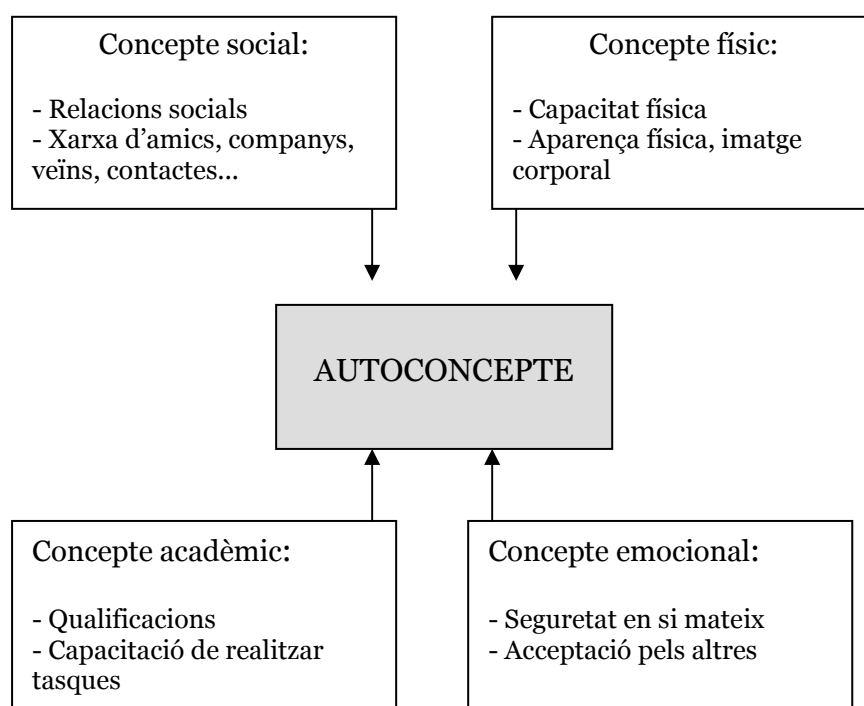 Concepte social:
- Relacions socials
- Xarxa d'amics, companys,
veïns, contactes...
Concepte físic:
- Capacitat física
- Aparença física, imatge
corporal
AUTOCONCEPTE
Concepte acadèmic:
- Qualificacions
- Capacitació de realitzar
tasques
Concepte emocional:
- Seguretat en si mateix
- Acceptació pels altres